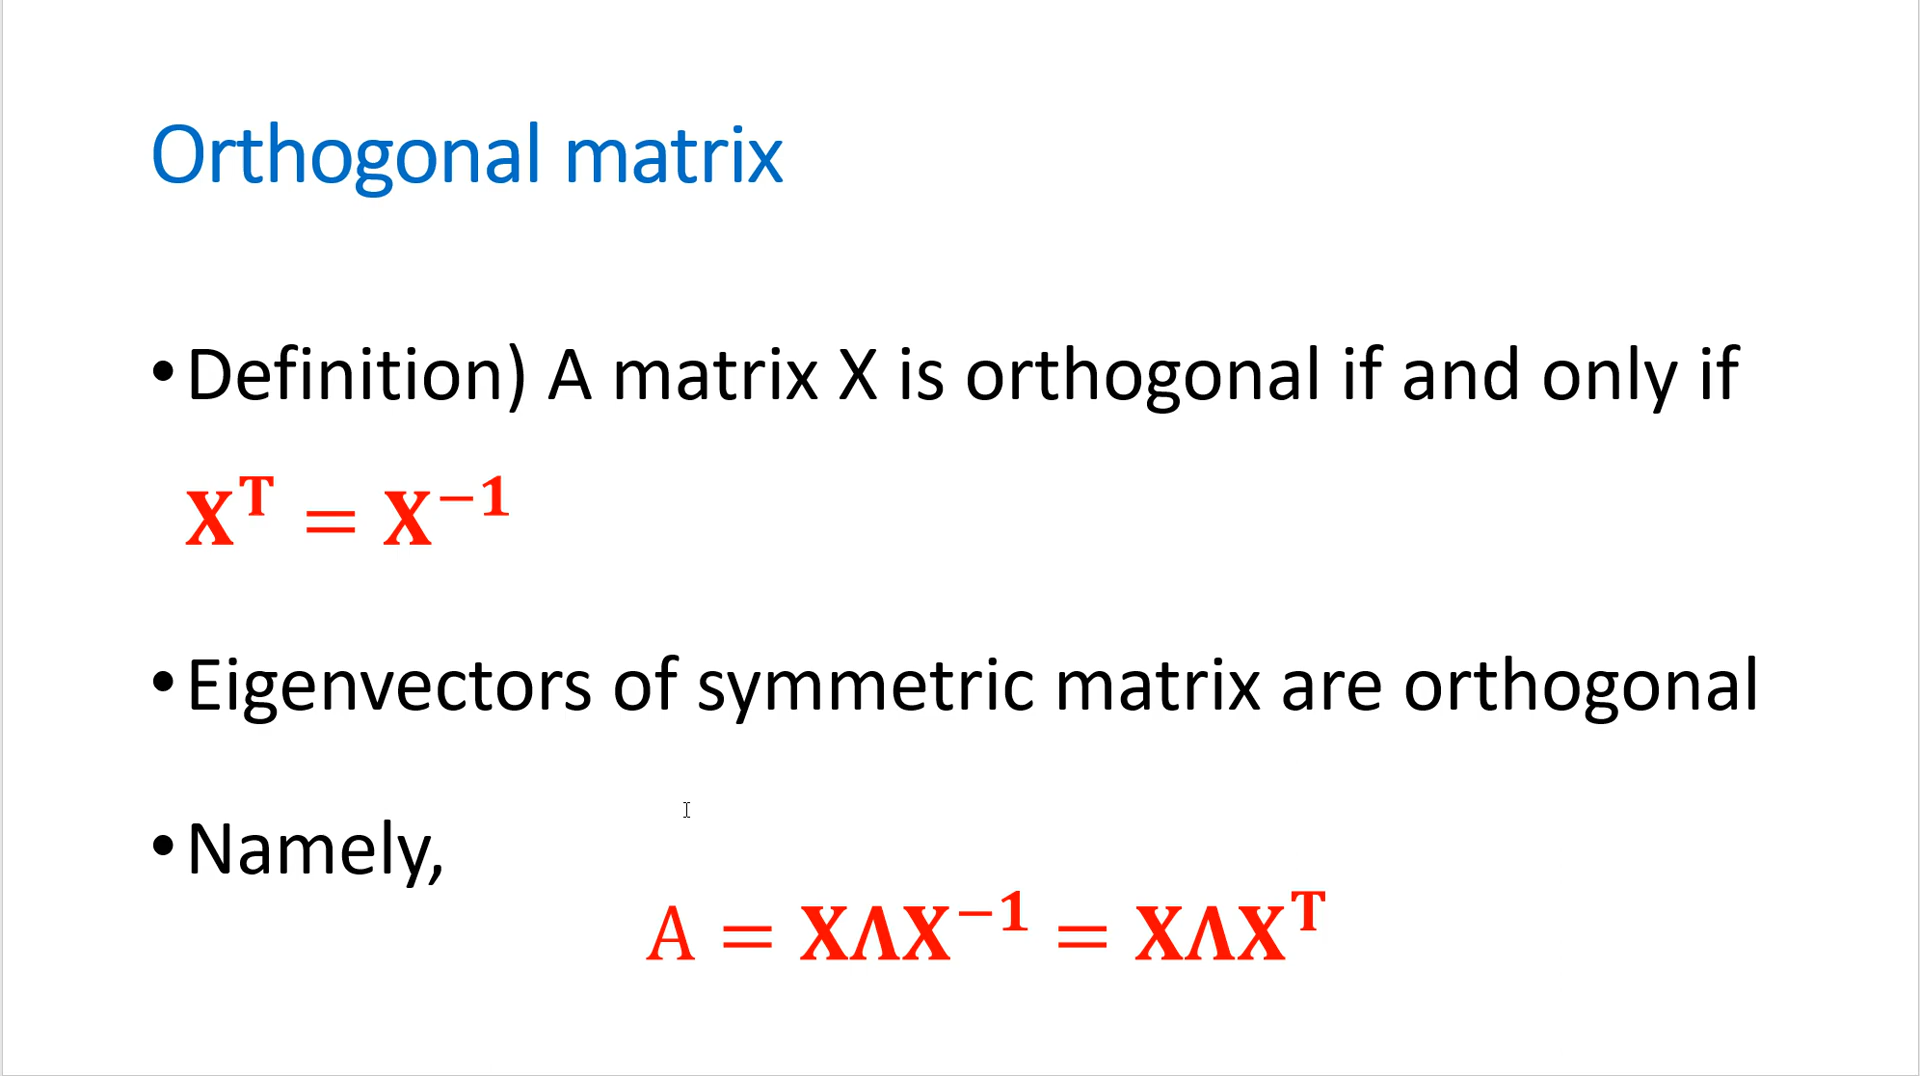 Orthogonal matrix
•Definition) A matrix X is orthogonal if and only if
𝐗ᵀ = 𝐗⁻¹
•Eigenvectors of symmetric matrix are orthogonal
•Namely,
A = 𝐗𝚲𝐗⁻¹ = 𝐗𝚲𝐗ᵀ